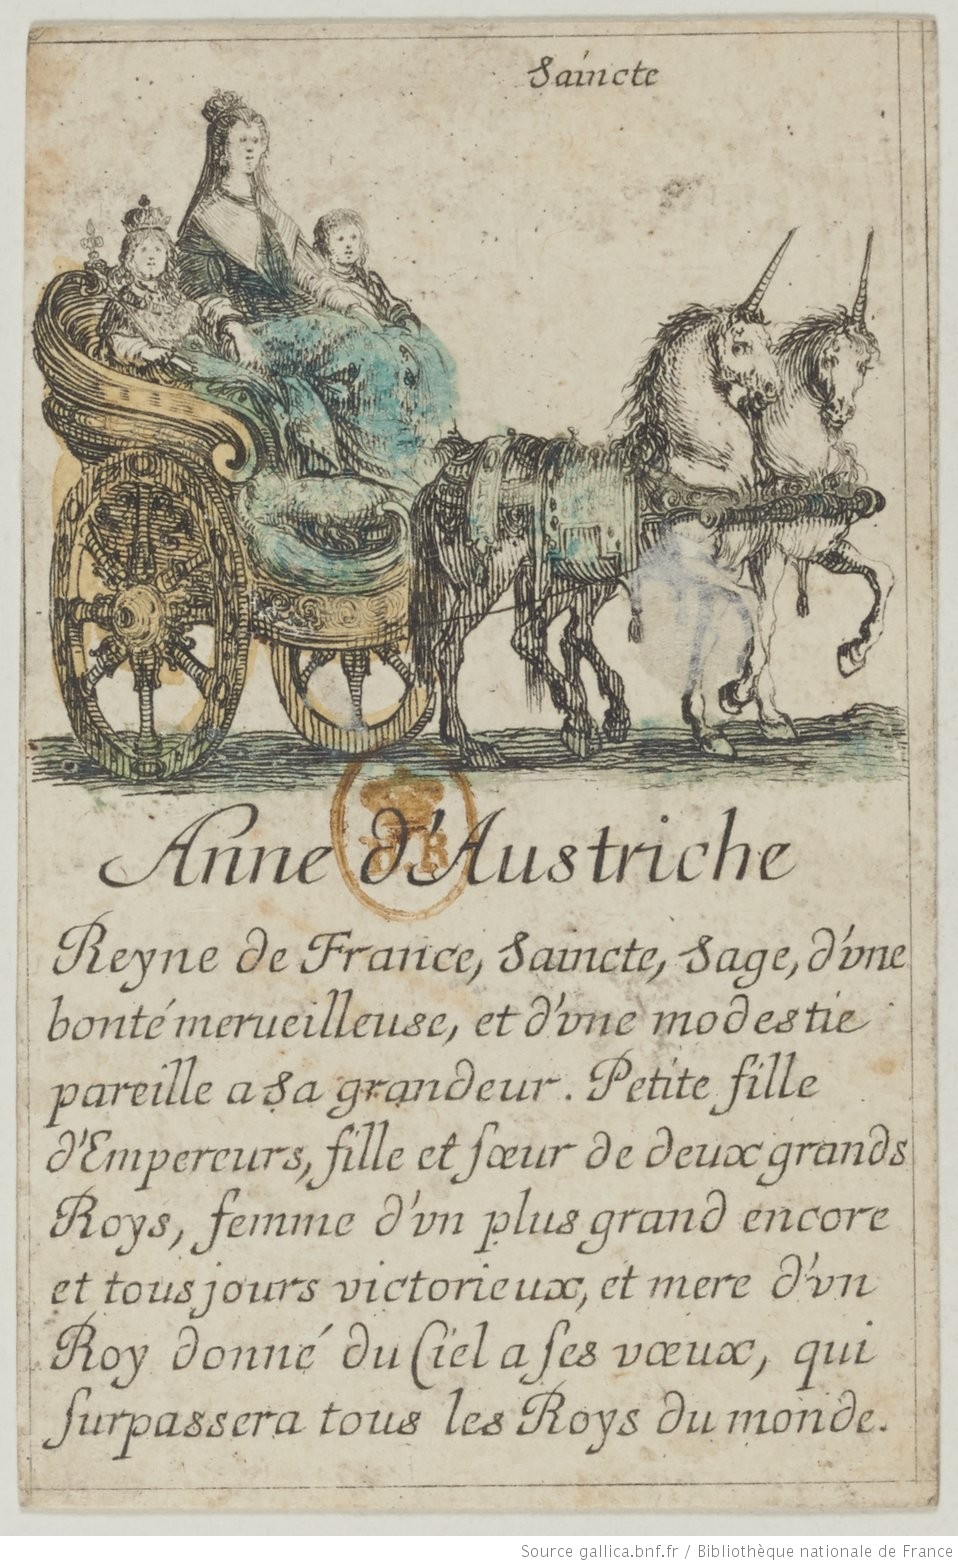 Saincte
Anne d'Austriche
Reyne de France, Saincte, Sage, d'vne
bonté merueilleuse, et d'vne modestie
pareille a sa grandeur. Petite fille
d'Empereurs, fille et sœur de deux grands
Roys, femme d'vn plus grand encore
et tousjours victorieux, et mere d'vn
Roy donné du Ciel a ses vœux, qui
surpassera tous les Roys du monde.
Source gallica.bnf.fr / Bibliothèque nationale de France